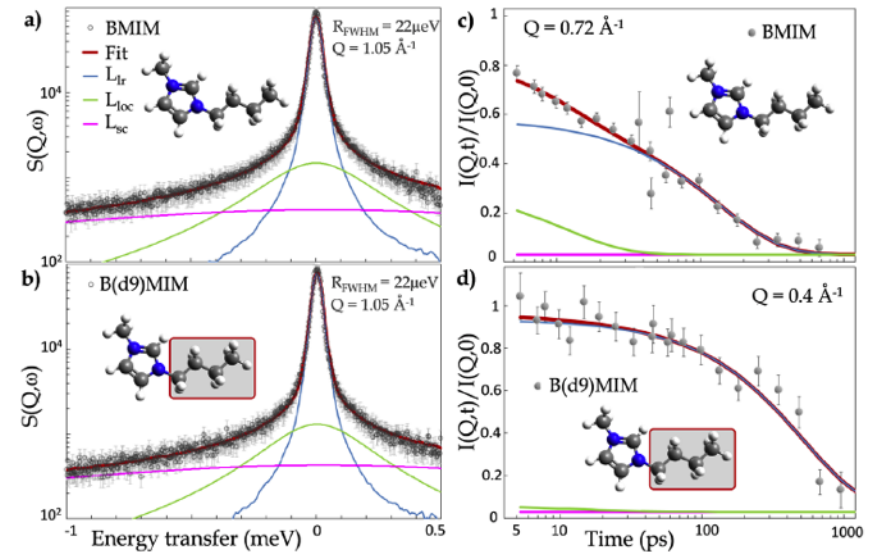 a)
BMIM
Fit
L_lr
L_loc
L_sc
R_FWHM = 22µeV
Q = 1.05 Å⁻¹
S(Q,ω)
10⁴
10²
b)
B(d9)MIM
R_FWHM = 22µeV
Q = 1.05 Å⁻¹
S(Q,ω)
10⁴
10²
-1
0
0.5
Energy transfer (meV)
c)
Q = 0.72 Å⁻¹
BMIM
I(Q,t)/I(Q,0)
1
0.8
0.6
0.4
0.2
0
d)
Q = 0.4 Å⁻¹
B(d9)MIM
I(Q,t)/I(Q,0)
1
0.8
0.6
0.4
0.2
0
5
10
100
1000
Time (ps)